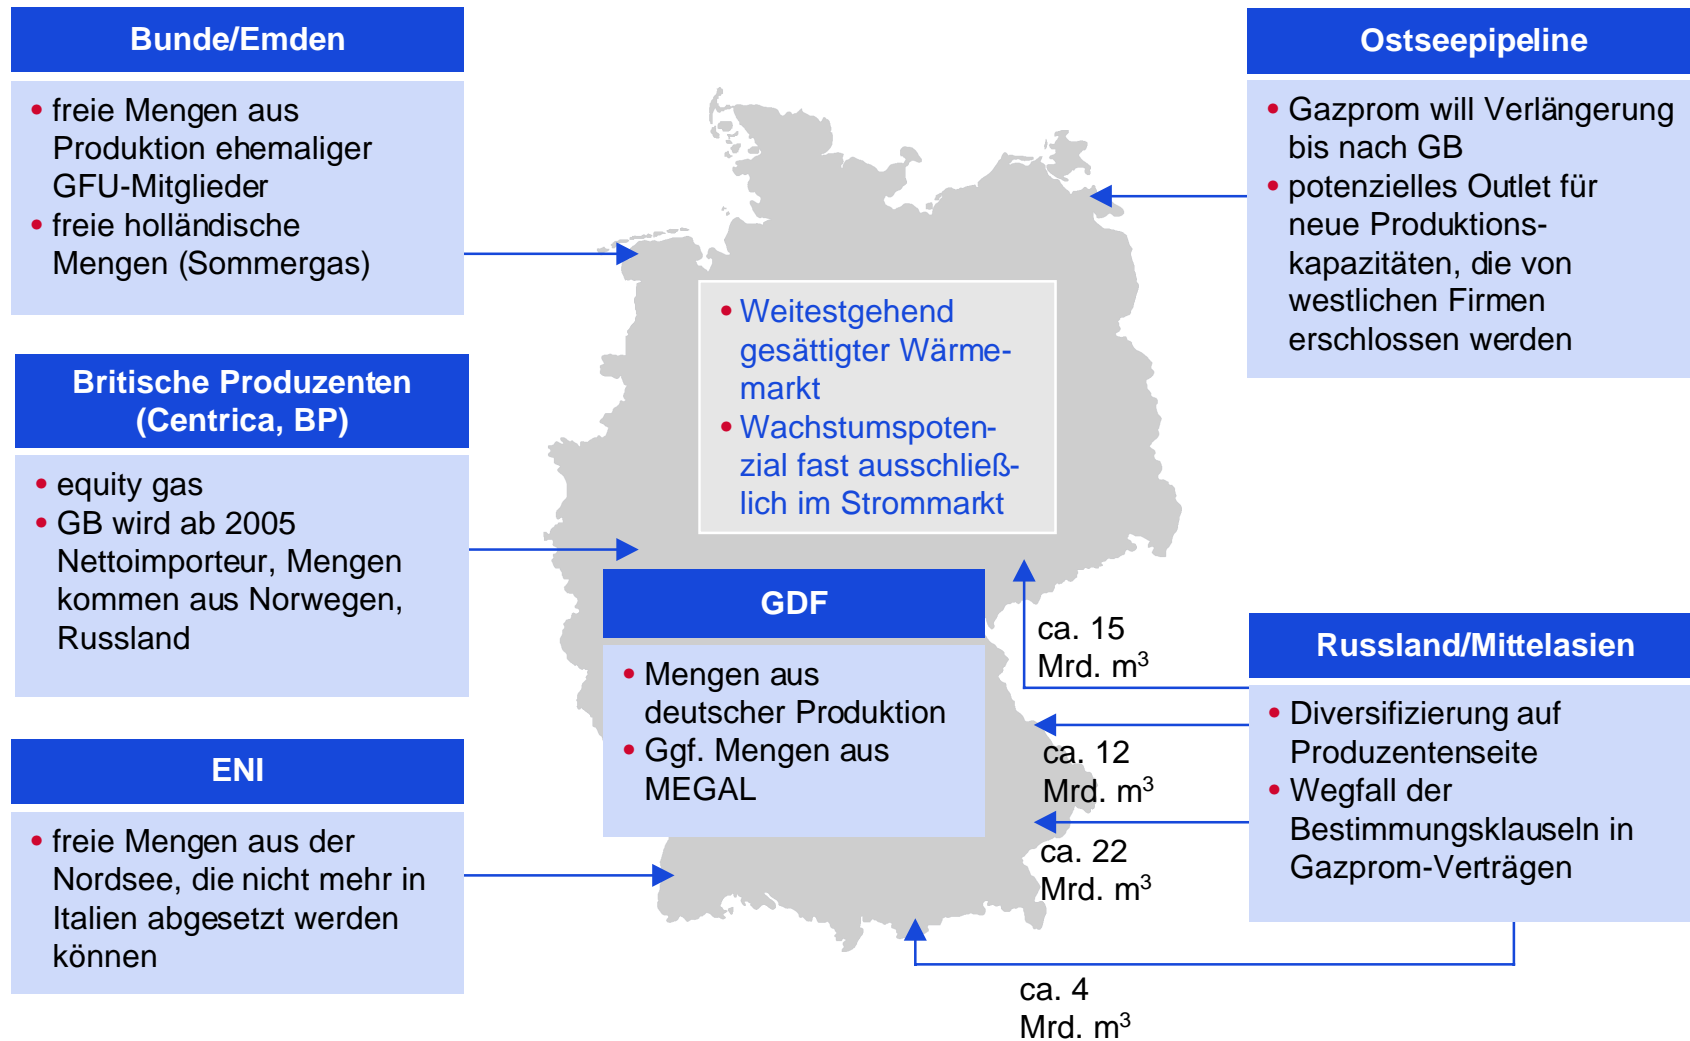 Bunde/Emden
• freie Mengen aus
Produktion ehemaliger
GFU-Mitglieder
• freie holländische
Mengen (Sommergas)
Britische Produzenten
(Centrica, BP)
• equity gas
• GB wird ab 2005
Nettoimporteur, Mengen
kommen aus Norwegen,
Russland
ENI
• freie Mengen aus der
Nordsee, die nicht mehr in
Italien abgesetzt werden
können
• Weitestgehend
gesättigter Wärme-
markt
• Wachstumspoten-
zial fast ausschließ-
lich im Strommarkt
GDF
• Mengen aus
deutscher Produktion
• Ggf. Mengen aus
MEGAL
Ostseepipeline
• Gazprom will Verlängerung
bis nach GB
• potenzielles Outlet für
neue Produktions-
kapazitäten, die von
westlichen Firmen
erschlossen werden
ca. 15
Mrd. m³
ca. 12
Mrd. m³
ca. 22
Mrd. m³
ca. 4
Mrd. m³
Russland/Mittelasien
• Diversifizierung auf
Produzentenseite
• Wegfall der
Bestimmungsklauseln in
Gazprom-Verträgen